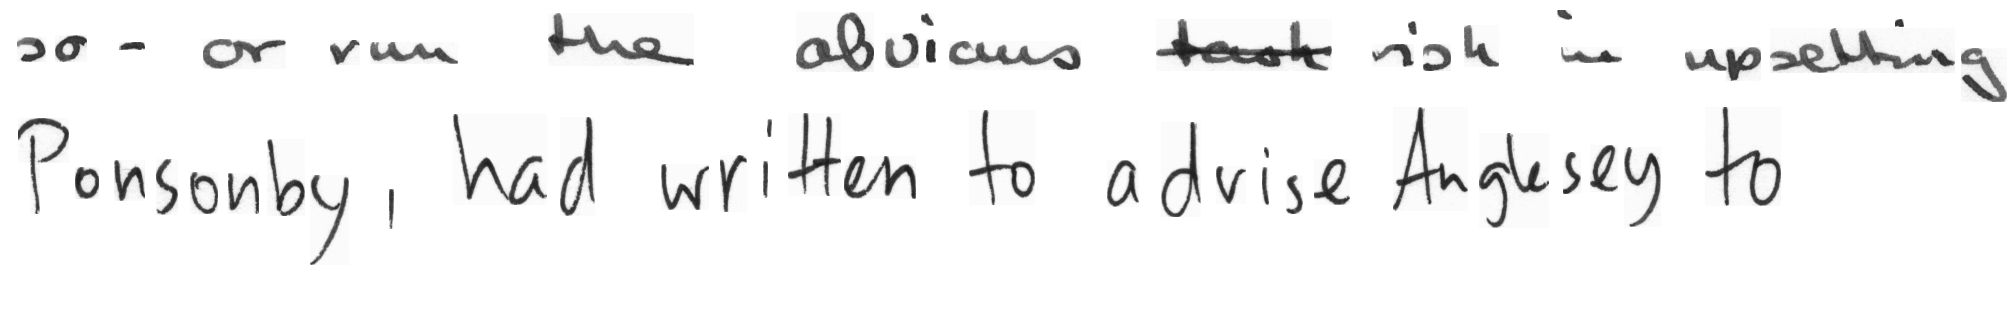 so - or run the obvious task risk in upsetting
Ponsonby, had written to advise Anglesey to